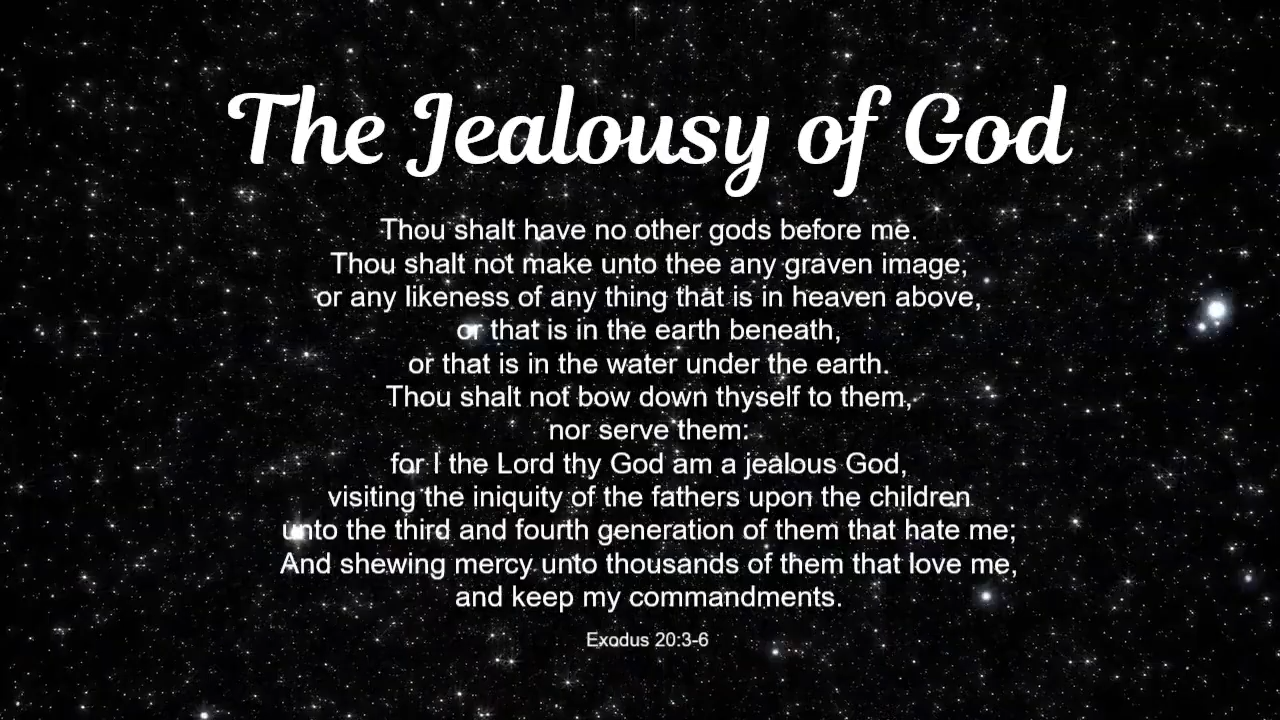 The Jealousy of God
Thou shalt have no other gods before me.
Thou shalt not make unto thee any graven image,
or any likeness of any thing that is in heaven above,
or that is in the earth beneath,
or that is in the water under the earth.
Thou shalt not bow down thyself to them,
nor serve them:
for I the Lord thy God am a jealous God,
visiting the iniquity of the fathers upon the children
unto the third and fourth generation of them that hate me;
And shewing mercy unto thousands of them that love me,
and keep my commandments.
Exodus 20:3-6